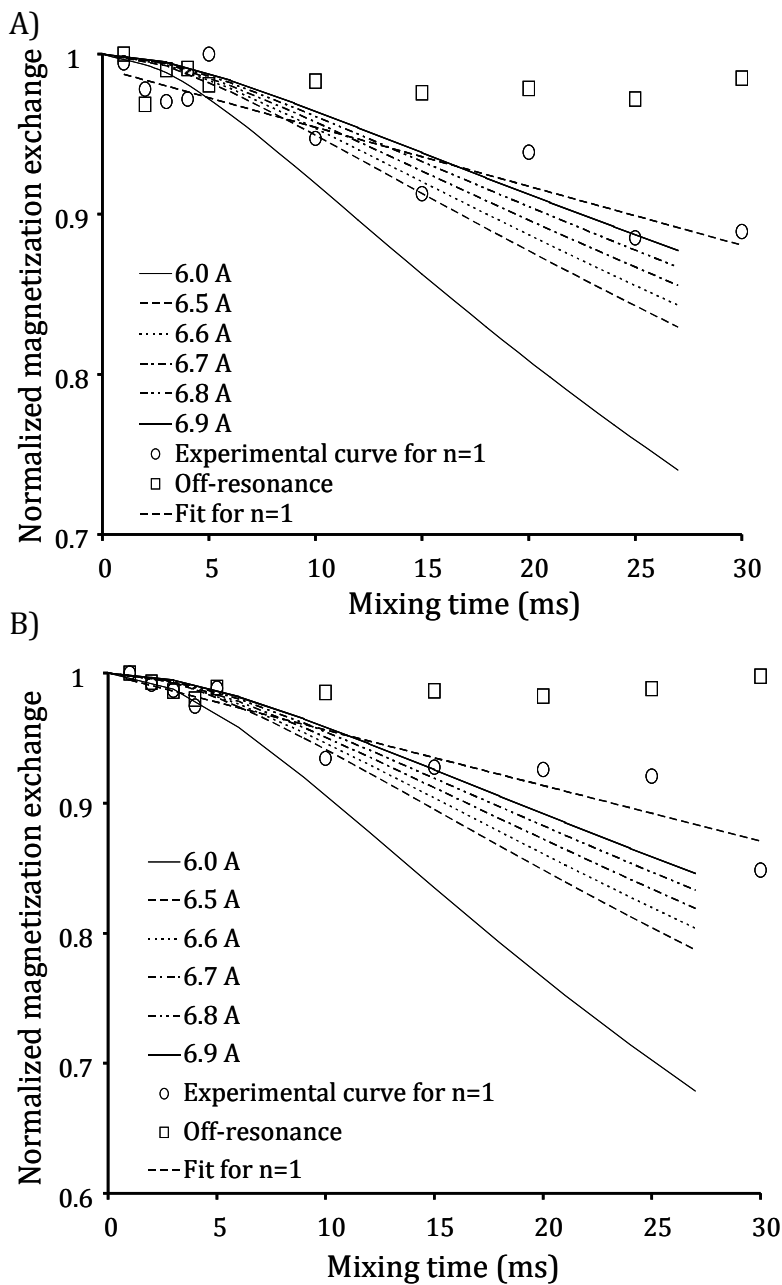 A)
Normalized magnetization exchange
1
0.9
0.8
0.7
6.0 A
6.5 A
6.6 A
6.7 A
6.8 A
6.9 A
Experimental curve for n=1
Off-resonance
Fit for n=1
0 5 10 15 20 25 30
Mixing time (ms)
B)
Normalized magnetization exchange
1
0.9
0.8
0.7
0.6
6.0 A
6.5 A
6.6 A
6.7 A
6.8 A
6.9 A
Experimental curve for n=1
Off-resonance
Fit for n=1
0 5 10 15 20 25 30
Mixing time (ms)